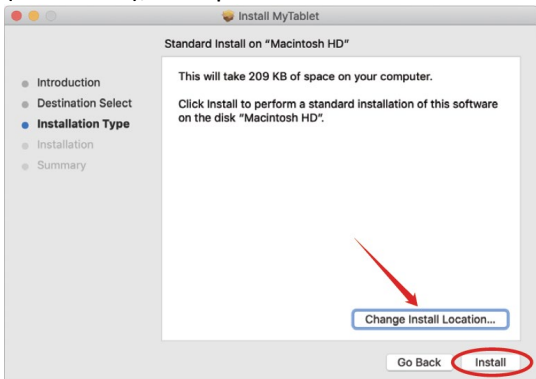 Install MyTablet
Standard Install on “Macintosh HD”
Introduction
Destination Select
Installation Type
Installation
Summary
This will take 209 KB of space on your computer.
Click Install to perform a standard installation of this software
on the disk “Macintosh HD”.
Change Install Location...
Go Back
Install